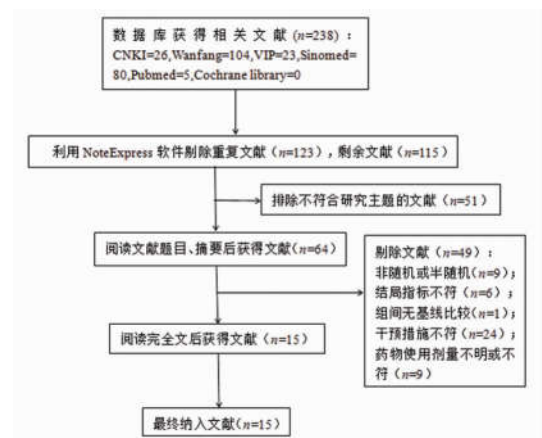 数据库获得相关文献(n=238)：
CNKI=26,Wanfang=104,VIP=23,Sinomed=
80,Pubmed=5,Cochrane library=0
利用 NoteExpress 软件剔除重复文献(n=123)，剩余文献(n=115)
排除不符合研究主题的文献(n=51)
阅读文献题目、摘要后获得文献(n=64)
剔除文献(n=49)：
非随机或半随机(n=9)；
结局指标不符(n=6)；
组间无基线比较(n=1)；
干预措施不符(n=24)；
药物使用剂量不明或不
符(n=9)
阅读完全文后获得文献(n=15)
最终纳入文献(n=15)